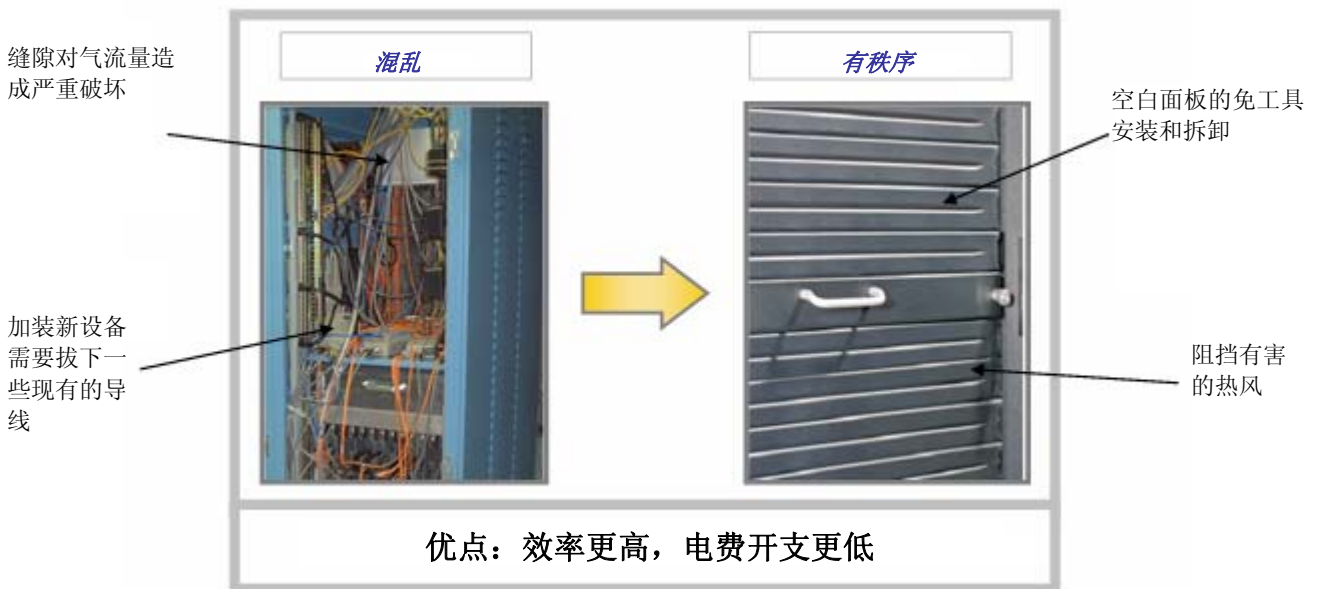 缝隙对气流量造
成严重破坏
混乱
有秩序
空白面板的免工具
安装和拆卸
加装新设备
需要拔下一
些现有的导
线
阻挡有害
的热风
优点：效率更高，电费开支更低